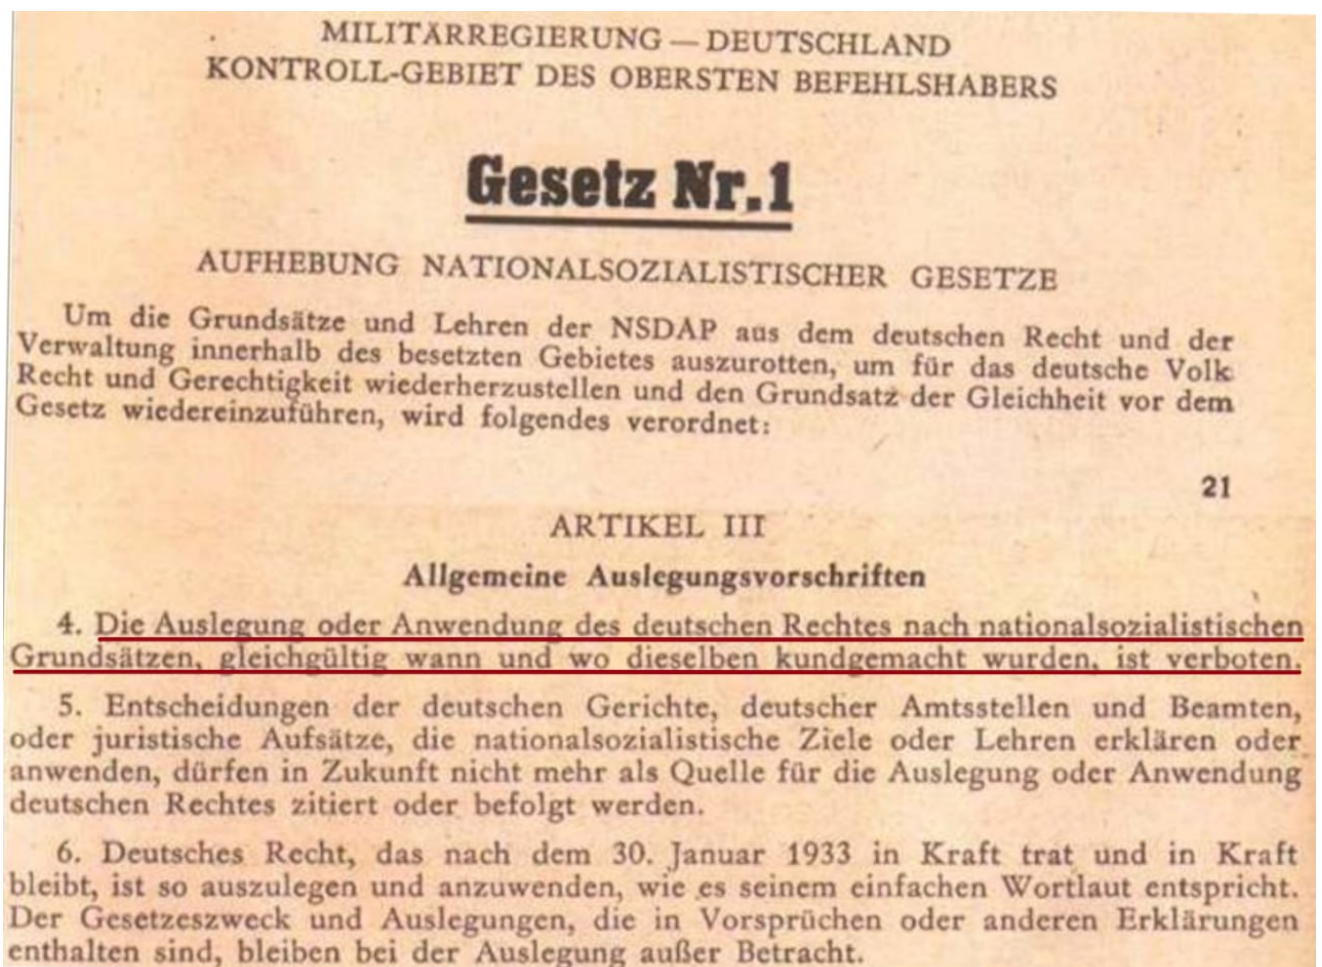 MILITÄRREGIERUNG — DEUTSCHLAND
KONTROLL-GEBIET DES OBERSTEN BEFEHLSHABERS
Gesetz Nr. 1
AUFHEBUNG NATIONALSOZIALISTISCHER GESETZE
Um die Grundsätze und Lehren der NSDAP aus dem deutschen Recht und der
Verwaltung innerhalb des besetzten Gebietes auszurotten, um für das deutsche Volk
Recht und Gerechtigkeit wiederherzustellen und den Grundsatz der Gleichheit vor dem
Gesetz wiedereinzuführen, wird folgendes verordnet:
21
ARTIKEL III
Allgemeine Auslegungsvorschriften
4. Die Auslegung oder Anwendung des deutschen Rechtes nach nationalsozialistischen
Grundsätzen, gleichgültig wann und wo dieselben kundgemacht wurden, ist verboten.
5. Entscheidungen der deutschen Gerichte, deutscher Amtsstellen und Beamten,
oder juristische Aufsätze, die nationalsozialistische Ziele oder Lehren erklären oder
anwenden, dürfen in Zukunft nicht mehr als Quelle für die Auslegung oder Anwendung
deutschen Rechtes zitiert oder befolgt werden.
6. Deutsches Recht, das nach dem 30. Januar 1933 in Kraft trat und in Kraft
bleibt, ist so auszulegen und anzuwenden, wie es seinem einfachen Wortlaut entspricht.
Der Gesetzeszweck und Auslegungen, die in Vorsprüchen oder anderen Erklärungen
enthalten sind, bleiben bei der Auslegung außer Betracht.